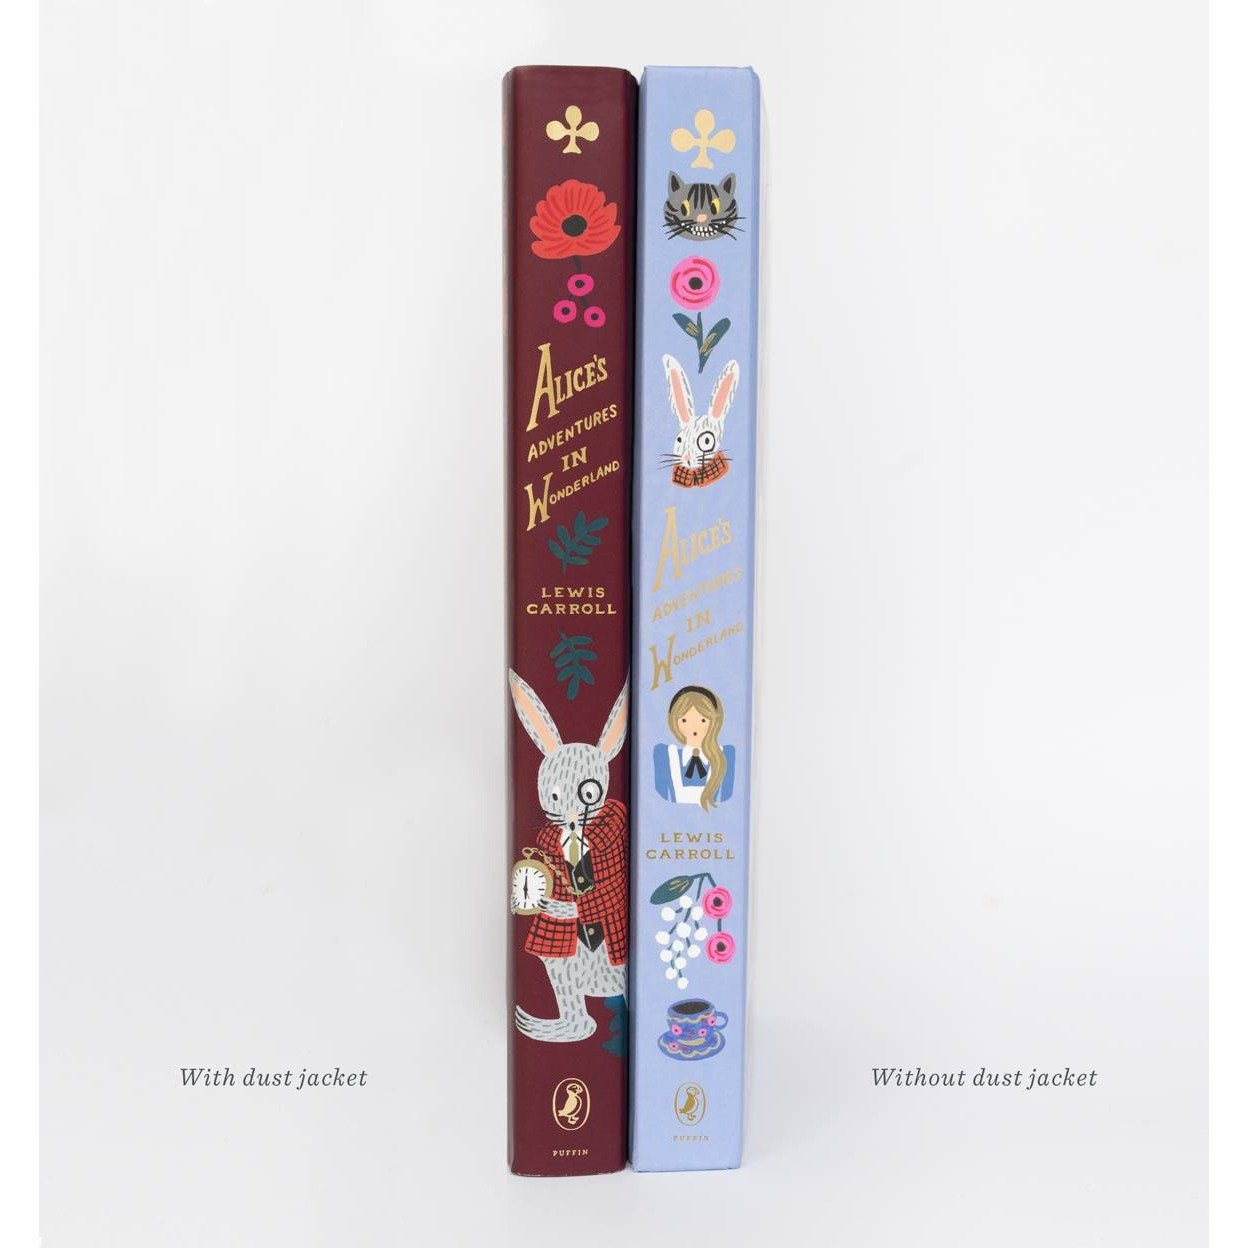 ALICE'S
ADVENTURES
IN
WONDERLAND
LEWIS
CARROLL
PUFFIN
ALICE'S
ADVENTURES
IN
WONDERLAND
LEWIS
CARROLL
PUFFIN
With dust jacket
Without dust jacket